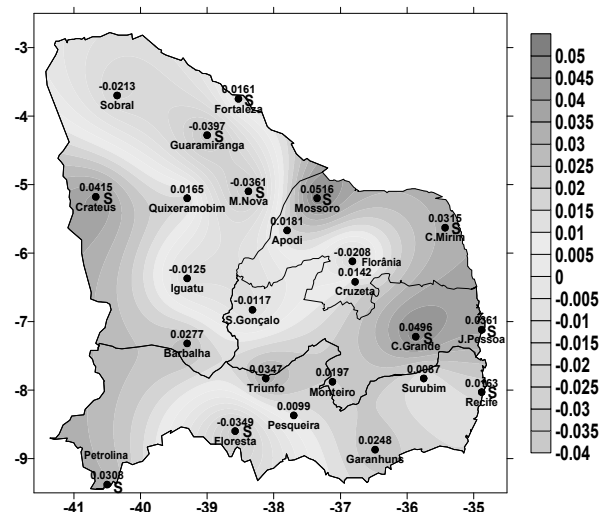 -3
-4
-5
-6
-7
-8
-9
-41 -40 -39 -38 -37 -36 -35
-0.0213
Sobral
0.0161
S
Fortaleza
-0.0397
S
Guaramiranga
0.0415
S
Crateus
0.0165
Quixeramobim
-0.0361
S
M.Nova
0.0516
S
Mossoro
0.0181
Apodi
0.0315
S
C.Mirim
-0.0208
Florânia
0.0142
Cruzeta
-0.0125
Iguatu
-0.0117
S.Gonçalo
0.0277
Barbalha
0.0496
S
C.Grande
0.0361
S
J.Pessoa
0.0347
Triunfo
0.0197
Monteiro
0.0087
Surubim
0.0163
S
Recife
0.0099
Pesqueira
-0.0349
S
Floresta
0.0248
Garanhuns
Petrolina
0.0308
S
0.05
0.045
0.04
0.035
0.03
0.025
0.02
0.015
0.01
0.005
0
-0.005
-0.01
-0.015
-0.02
-0.025
-0.03
-0.035
-0.04